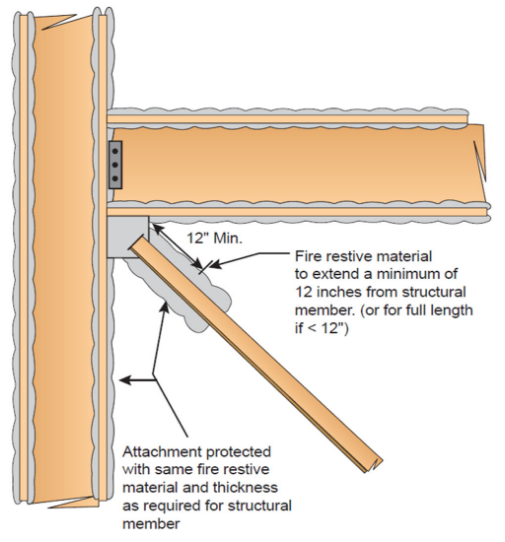 12" Min.
Fire restive material
to extend a minimum of
12 inches from structural
member. (or for full length
if < 12")
Attachment protected
with same fire restive
material and thickness
as required for structural
member